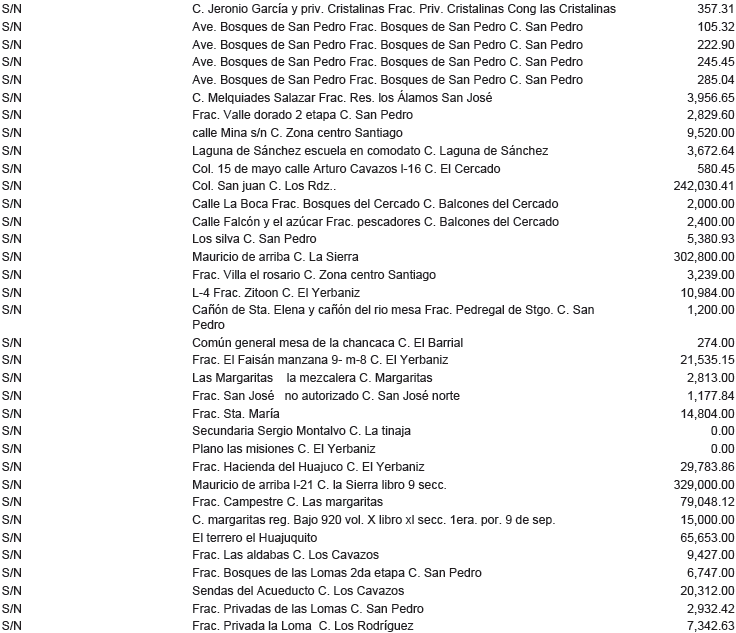 S/N C. Jeronio García y priv. Cristalinas Frac. Priv. Cristalinas Cong las Cristalinas 357.31
S/N Ave. Bosques de San Pedro Frac. Bosques de San Pedro C. San Pedro 105.32
S/N Ave. Bosques de San Pedro Frac. Bosques de San Pedro C. San Pedro 222.90
S/N Ave. Bosques de San Pedro Frac. Bosques de San Pedro C. San Pedro 245.45
S/N Ave. Bosques de San Pedro Frac. Bosques de San Pedro C. San Pedro 285.04
S/N C. Melquiades Salazar Frac. Res. los Álamos San José 3,956.65
S/N Frac. Valle dorado 2 etapa C. San Pedro 2,829.60
S/N calle Mina s/n C. Zona centro Santiago 9,520.00
S/N Laguna de Sánchez escuela en comodato C. Laguna de Sánchez 3,672.64
S/N Col. 15 de mayo calle Arturo Cavazos l-16 C. El Cercado 580.45
S/N Col. San juan C. Los Rdz.. 242,030.41
S/N Calle La Boca Frac. Bosques del Cercado C. Balcones del Cercado 2,000.00
S/N Calle Falcón y el azúcar Frac. pescadores C. Balcones del Cercado 2,400.00
S/N Los silva C. San Pedro 5,380.93
S/N Mauricio de arriba C. La Sierra 302,800.00
S/N Frac. Villa el rosario C. Zona centro Santiago 3,239.00
S/N L-4 Frac. Zitoon C. El Yerbaniz 10,984.00
S/N Cañón de Sta. Elena y cañón del rio mesa Frac. Pedregal de Stgo. C. San 1,200.00
Pedro
S/N Común general mesa de la chancaca C. El Barrial 274.00
S/N Frac. El Faisán manzana 9- m-8 C. El Yerbaniz 21,535.15
S/N Las Margaritas la mezcalera C. Margaritas 2,813.00
S/N Frac. San José no autorizado C. San José norte 1,177.84
S/N Frac. Sta. María 14,804.00
S/N Secundaria Sergio Montalvo C. La tinaja 0.00
S/N Plano las misiones C. El Yerbaniz 0.00
S/N Frac. Hacienda del Huajuco C. El Yerbaniz 29,783.86
S/N Mauricio de arriba l-21 C. la Sierra libro 9 secc. 329,000.00
S/N Frac. Campestre C. Las margaritas 79,048.12
S/N C. margaritas reg. Bajo 920 vol. X libro xl secc. 1era. por. 9 de sep. 15,000.00
S/N El terrero el Huajuquito 65,653.00
S/N Frac. Las aldabas C. Los Cavazos 9,427.00
S/N Frac. Bosques de las Lomas 2da etapa C. San Pedro 6,747.00
S/N Sendas del Acueducto C. Los Cavazos 20,312.00
S/N Frac. Privadas de las Lomas C. San Pedro 2,932.42
S/N Frac. Privada la Loma C. Los Rodríguez 7,342.63